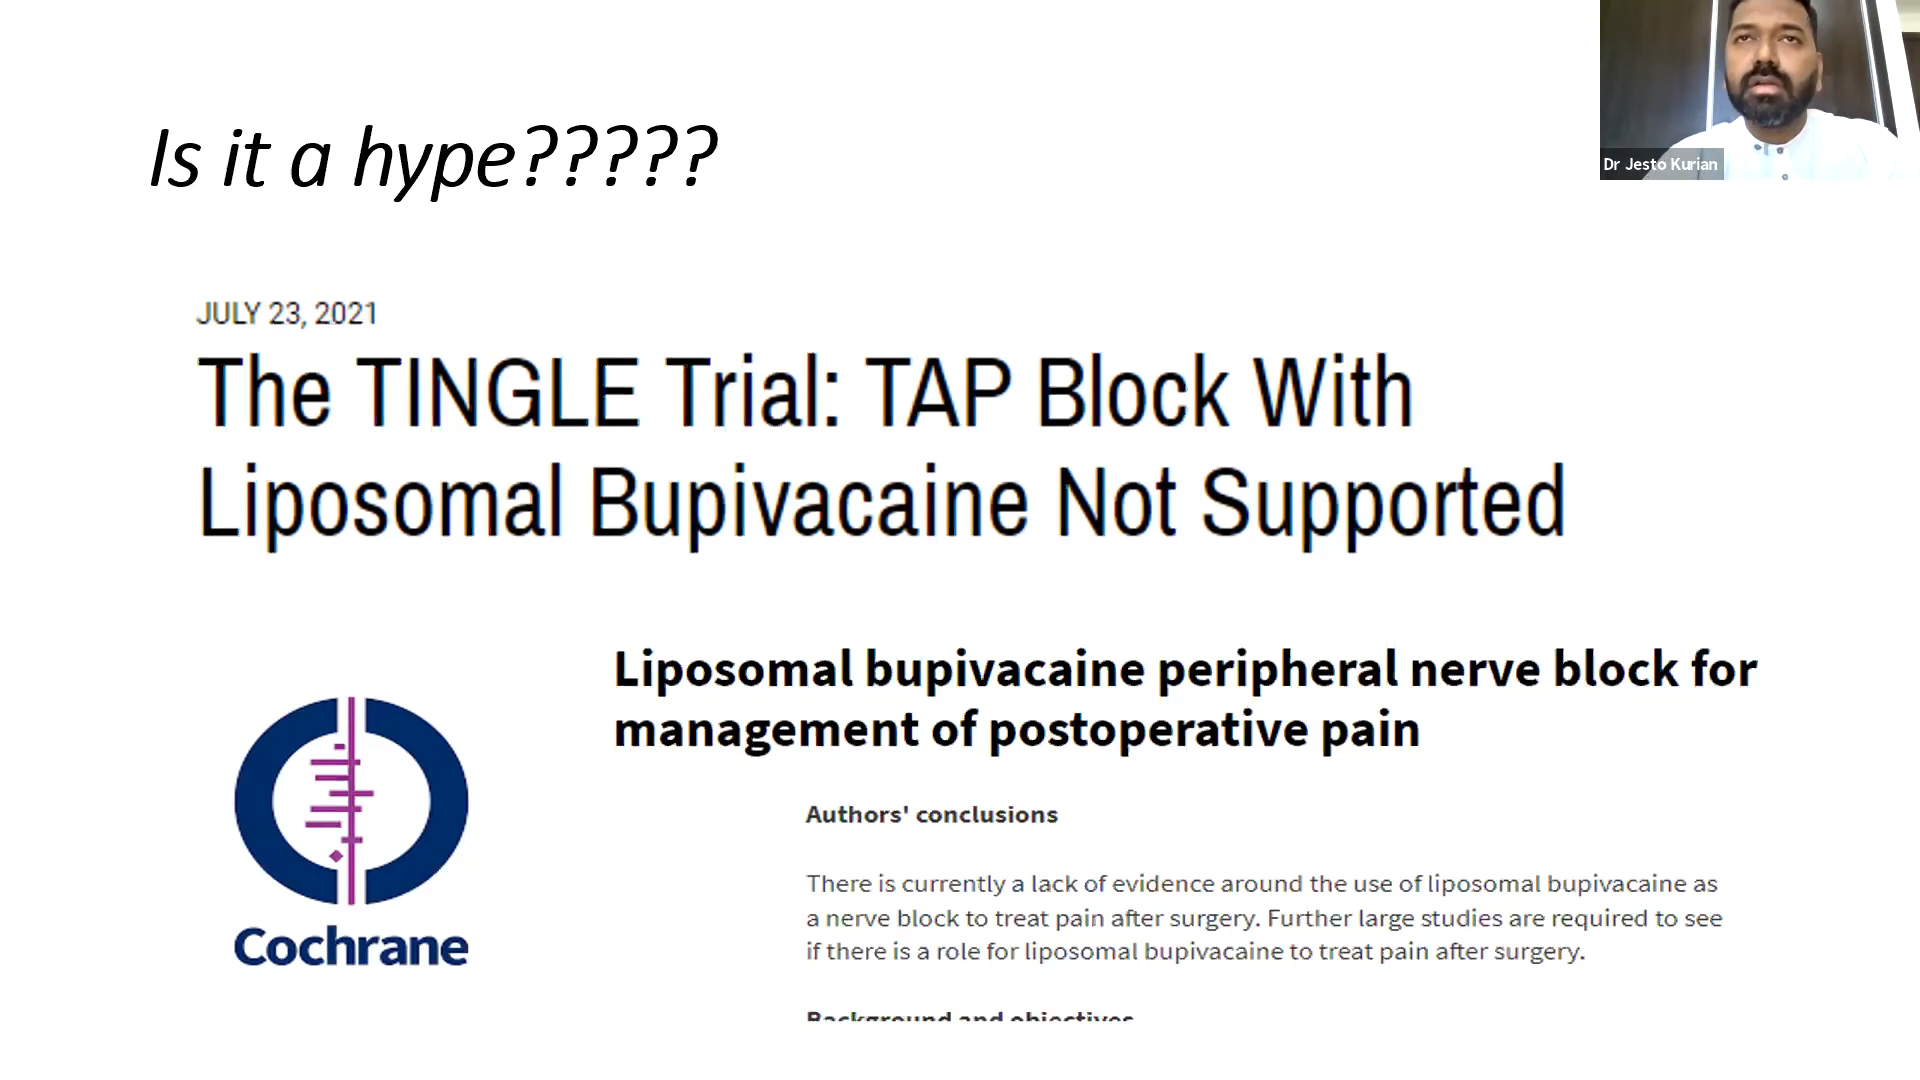 Is it a hype?????
Dr Jesto Kurian
JULY 23, 2021
The TINGLE Trial: TAP Block With
Liposomal Bupivacaine Not Supported
Liposomal bupivacaine peripheral nerve block for
management of postoperative pain
Cochrane
Authors' conclusions
There is currently a lack of evidence around the use of liposomal bupivacaine as
a nerve block to treat pain after surgery. Further large studies are required to see
if there is a role for liposomal bupivacaine to treat pain after surgery.
Background and objectives